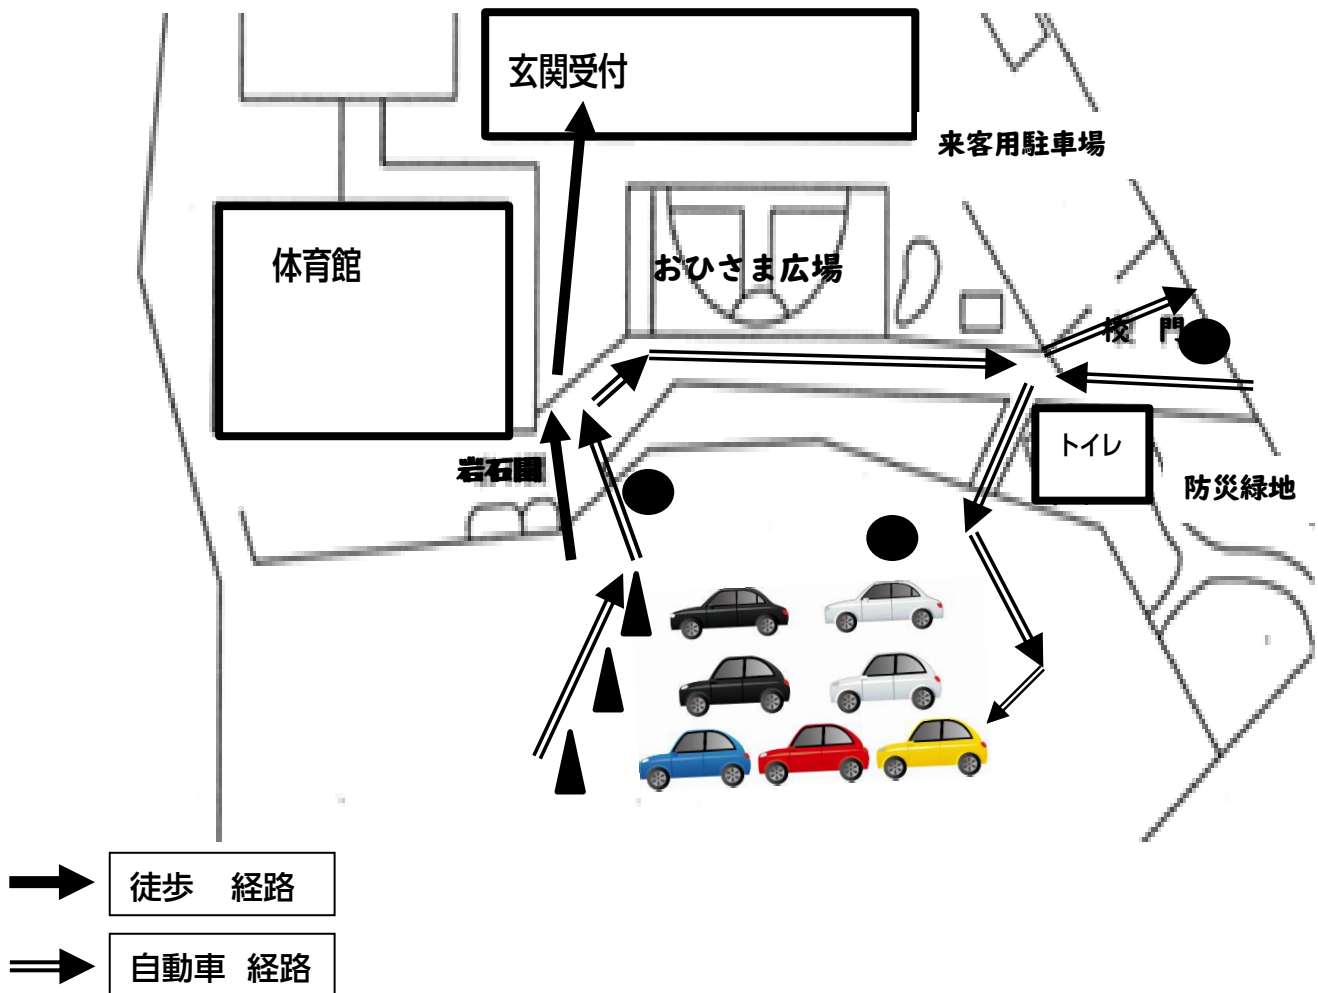 玄関受付
来客用駐車場
体育館
おひさま広場
校　門
トイレ
岩石園
防災緑地
徒歩　経路
自動車　経路